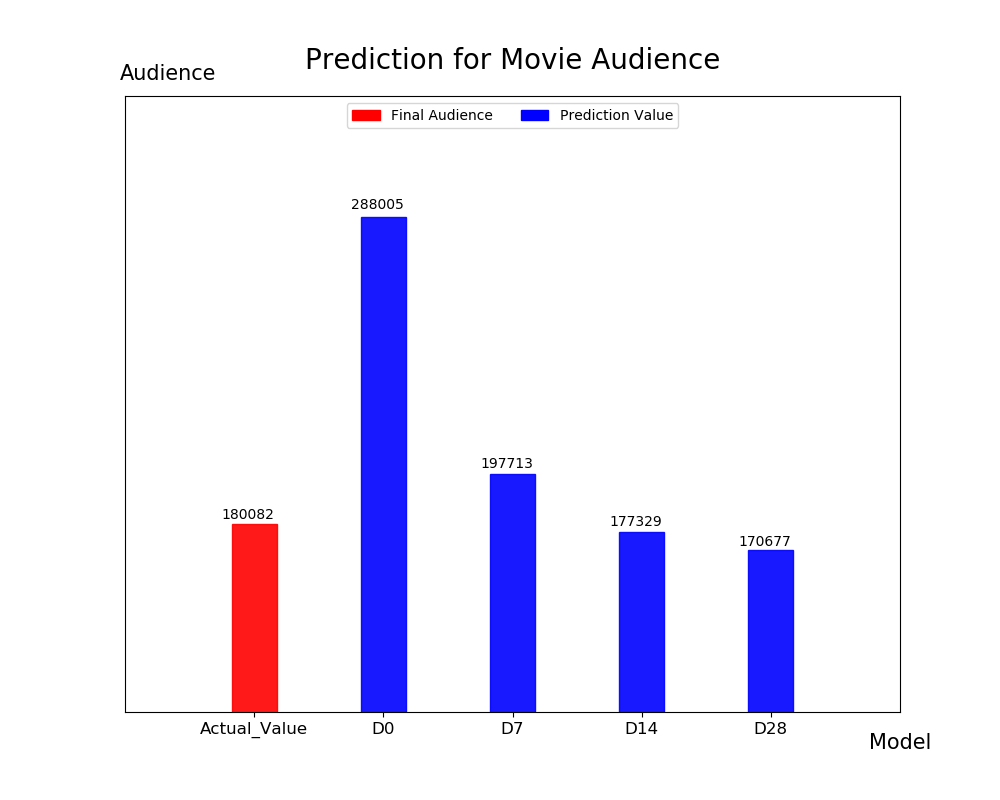 Prediction for Movie Audience
Audience
Final Audience
Prediction Value
288005
197713
180082
177329
170677
Actual_Value
D0
D7
D14
D28
Model